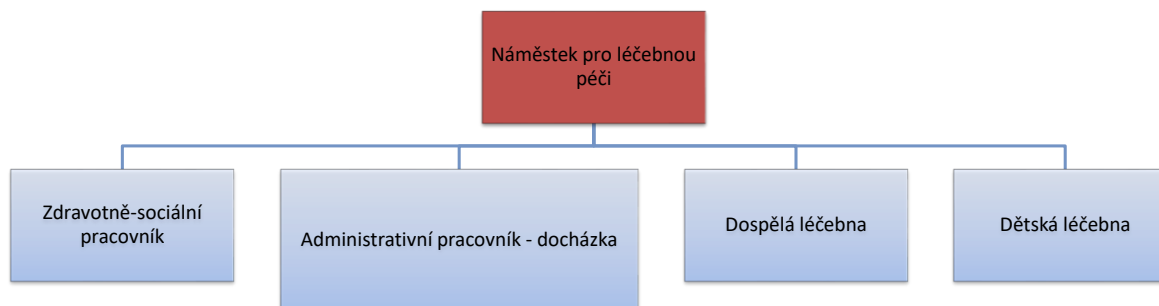 Náměstek pro léčebnou
péči
Zdravotně-sociální
pracovník
Administrativní pracovník - docházka
Dospělá léčebna
Dětská léčebna